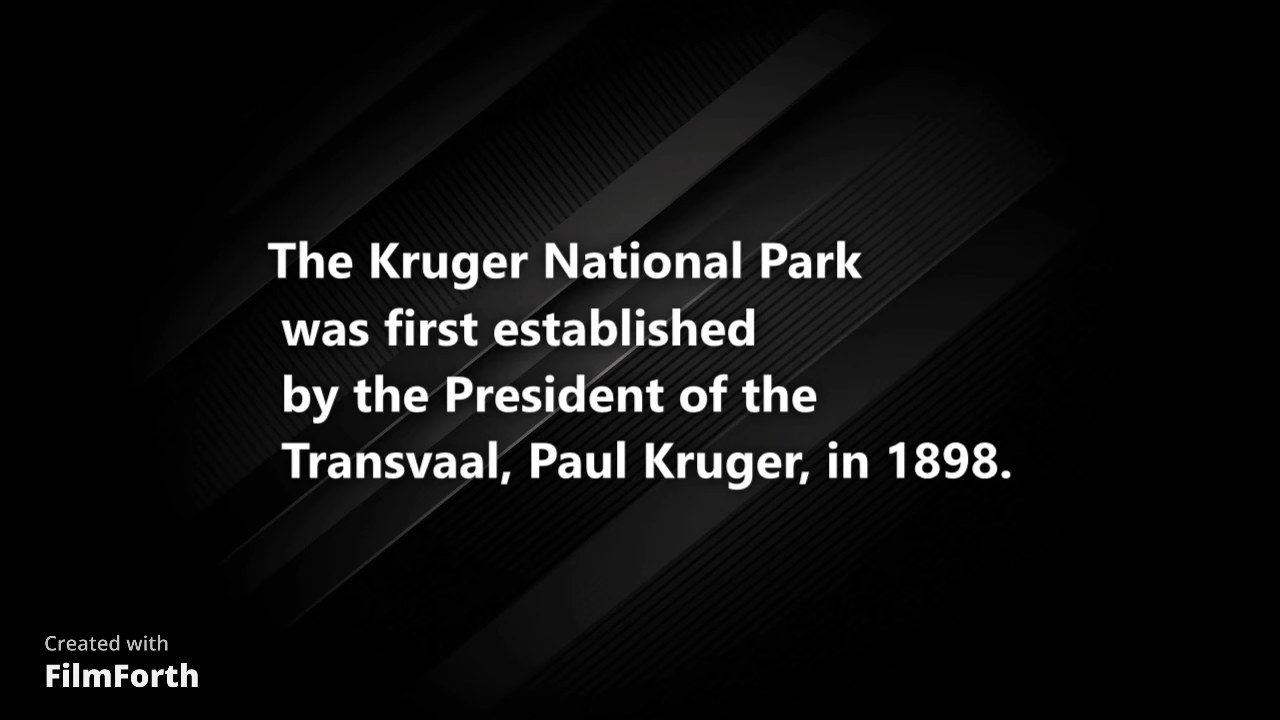 The Kruger National Park
was first established
by the President of the
Transvaal, Paul Kruger, in 1898.
Created with
FilmForth